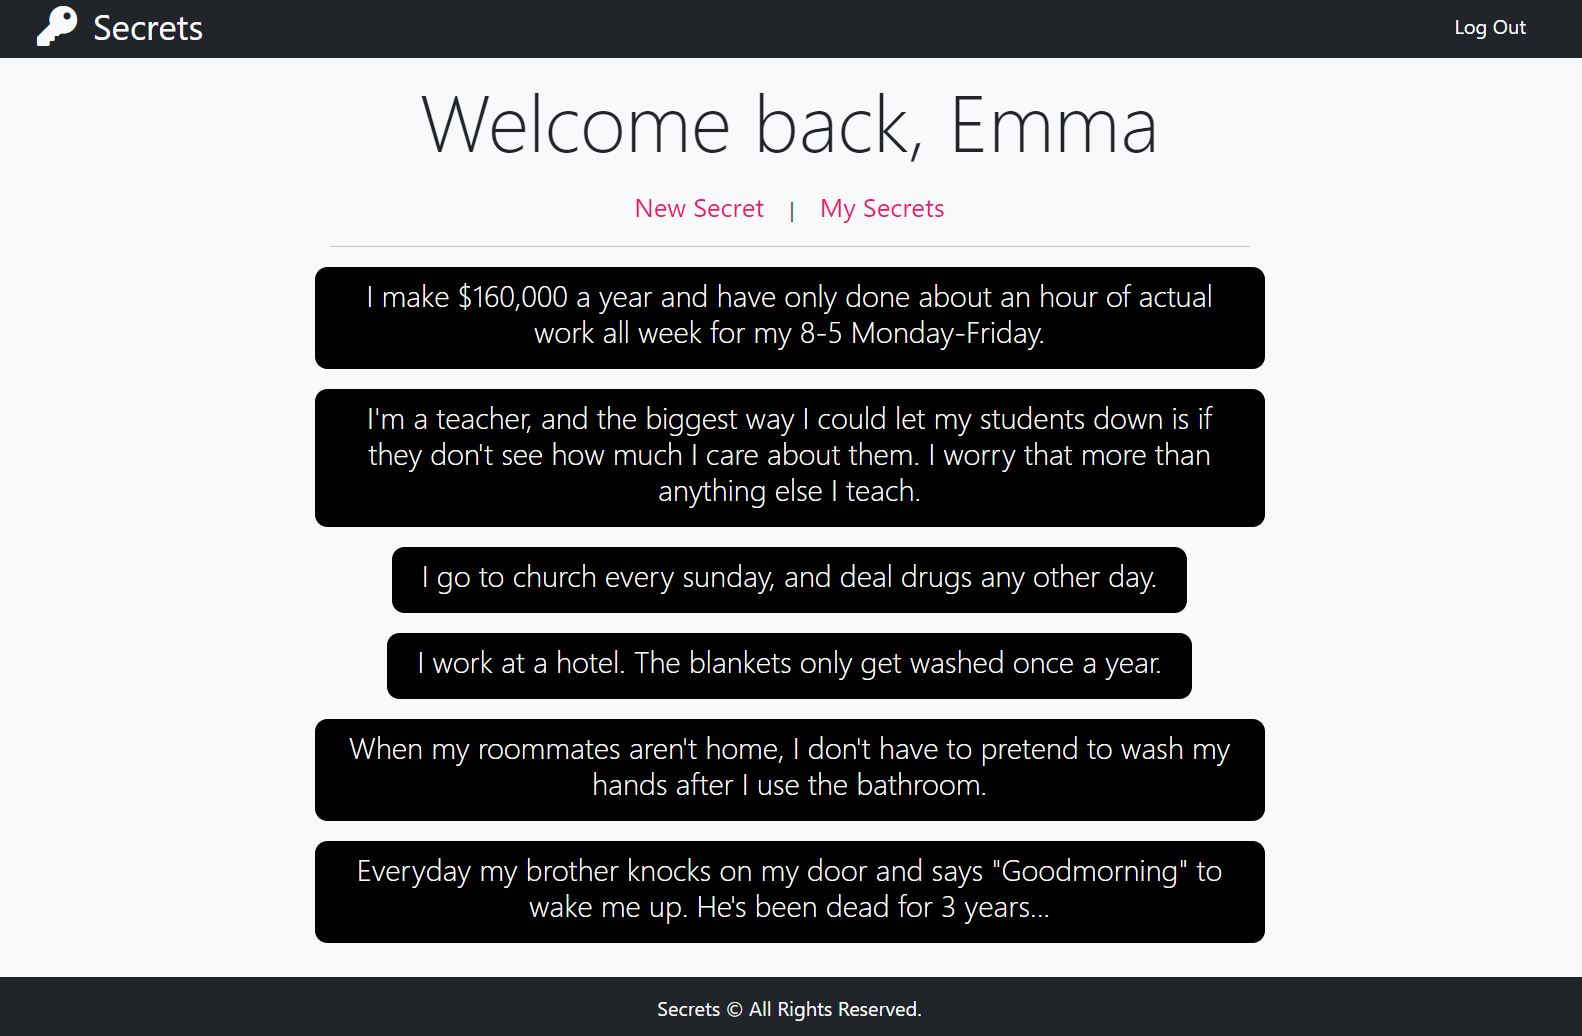 Secrets
Log Out
Welcome back, Emma
New Secret | My Secrets
I make $160,000 a year and have only done about an hour of actual
work all week for my 8-5 Monday-Friday.
I'm a teacher, and the biggest way I could let my students down is if
they don't see how much I care about them. I worry that more than
anything else I teach.
I go to church every sunday, and deal drugs any other day.
I work at a hotel. The blankets only get washed once a year.
When my roommates aren't home, I don't have to pretend to wash my
hands after I use the bathroom.
Everyday my brother knocks on my door and says "Goodmorning" to
wake me up. He's been dead for 3 years...
Secrets © All Rights Reserved.